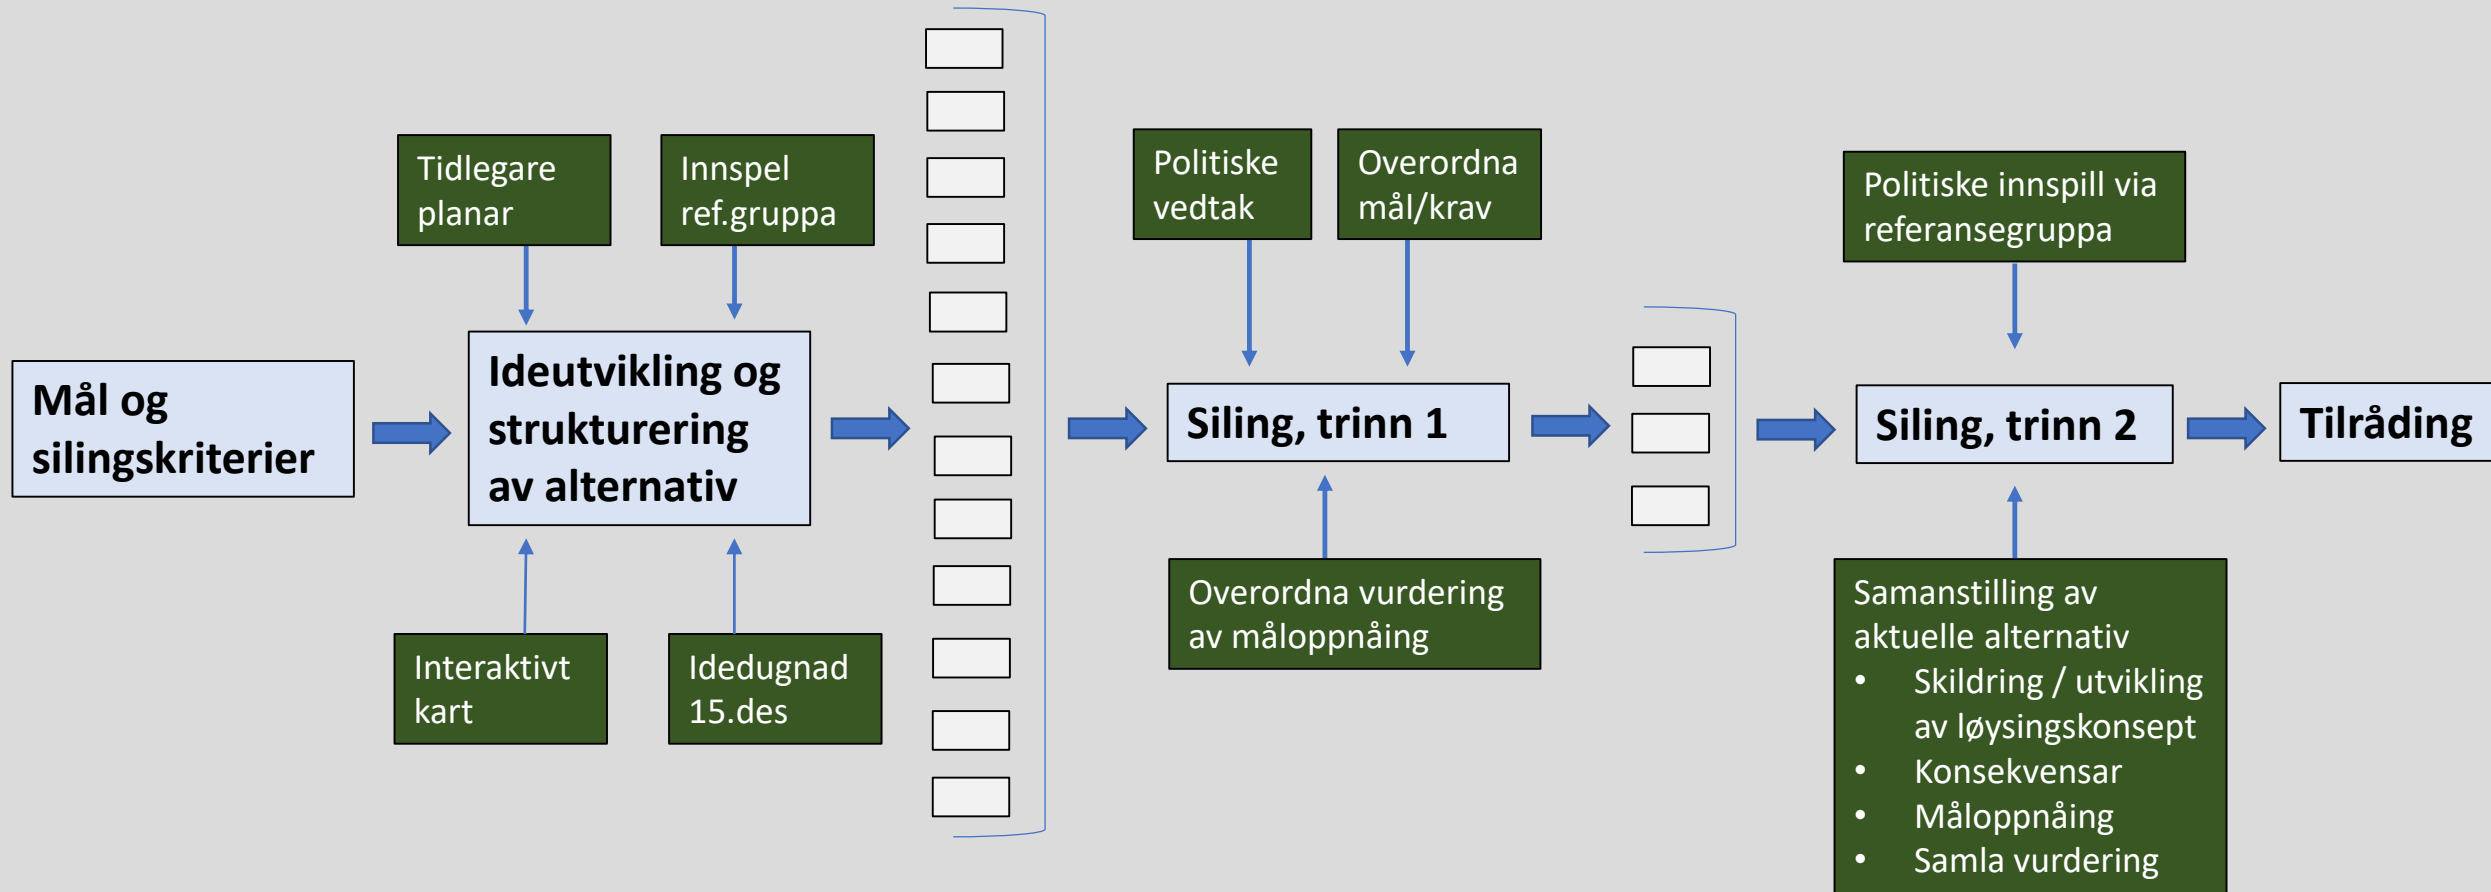 Tidlegare
planar
Innspel
ref.gruppa
Politiske
vedtak
Overordna
mål/krav
Politiske innspill via
referansegruppa
Mål og
silingskriterier
Ideutvikling og
strukturering
av alternativ
Siling, trinn 1
Siling, trinn 2
Tilråding
Interaktivt
kart
Idedugnad
15.des
Overordna vurdering
av måloppnåing
Samanstilling av
aktuelle alternativ
• Skildring / utvikling
av løysingskonsept
• Konsekvensar
• Måloppnåing
• Samla vurdering